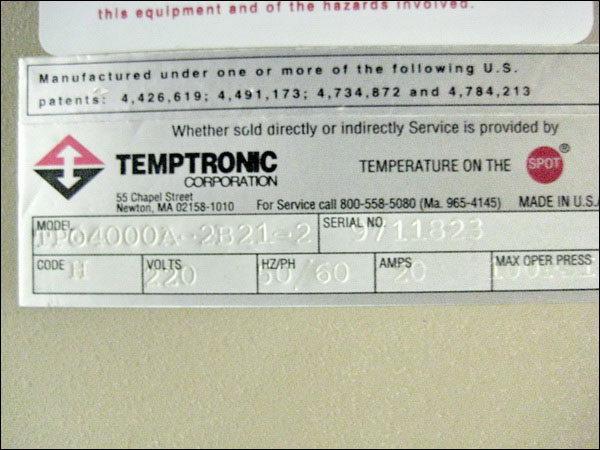 this equipment and of the hazards involved.
Manufactured under one or more of the following U.S.
patents: 4,426,619; 4,491,173; 4,734,872 and 4,784,213
Whether sold directly or indirectly Service is provided by
TEMPTRONIC
CORPORATION
TEMPERATURE ON THE SPOT®
55 Chapel Street
Newton, MA 02158-1010
For Service call 800-558-5080 (Ma. 965-4145) MADE IN U.S.A
MODEL SERIAL NO.
TP04000A-2B21-2 9711823
CODE VOLTS HZ/PH AMPS MAX OPER PRESS
H 220 50/60 20